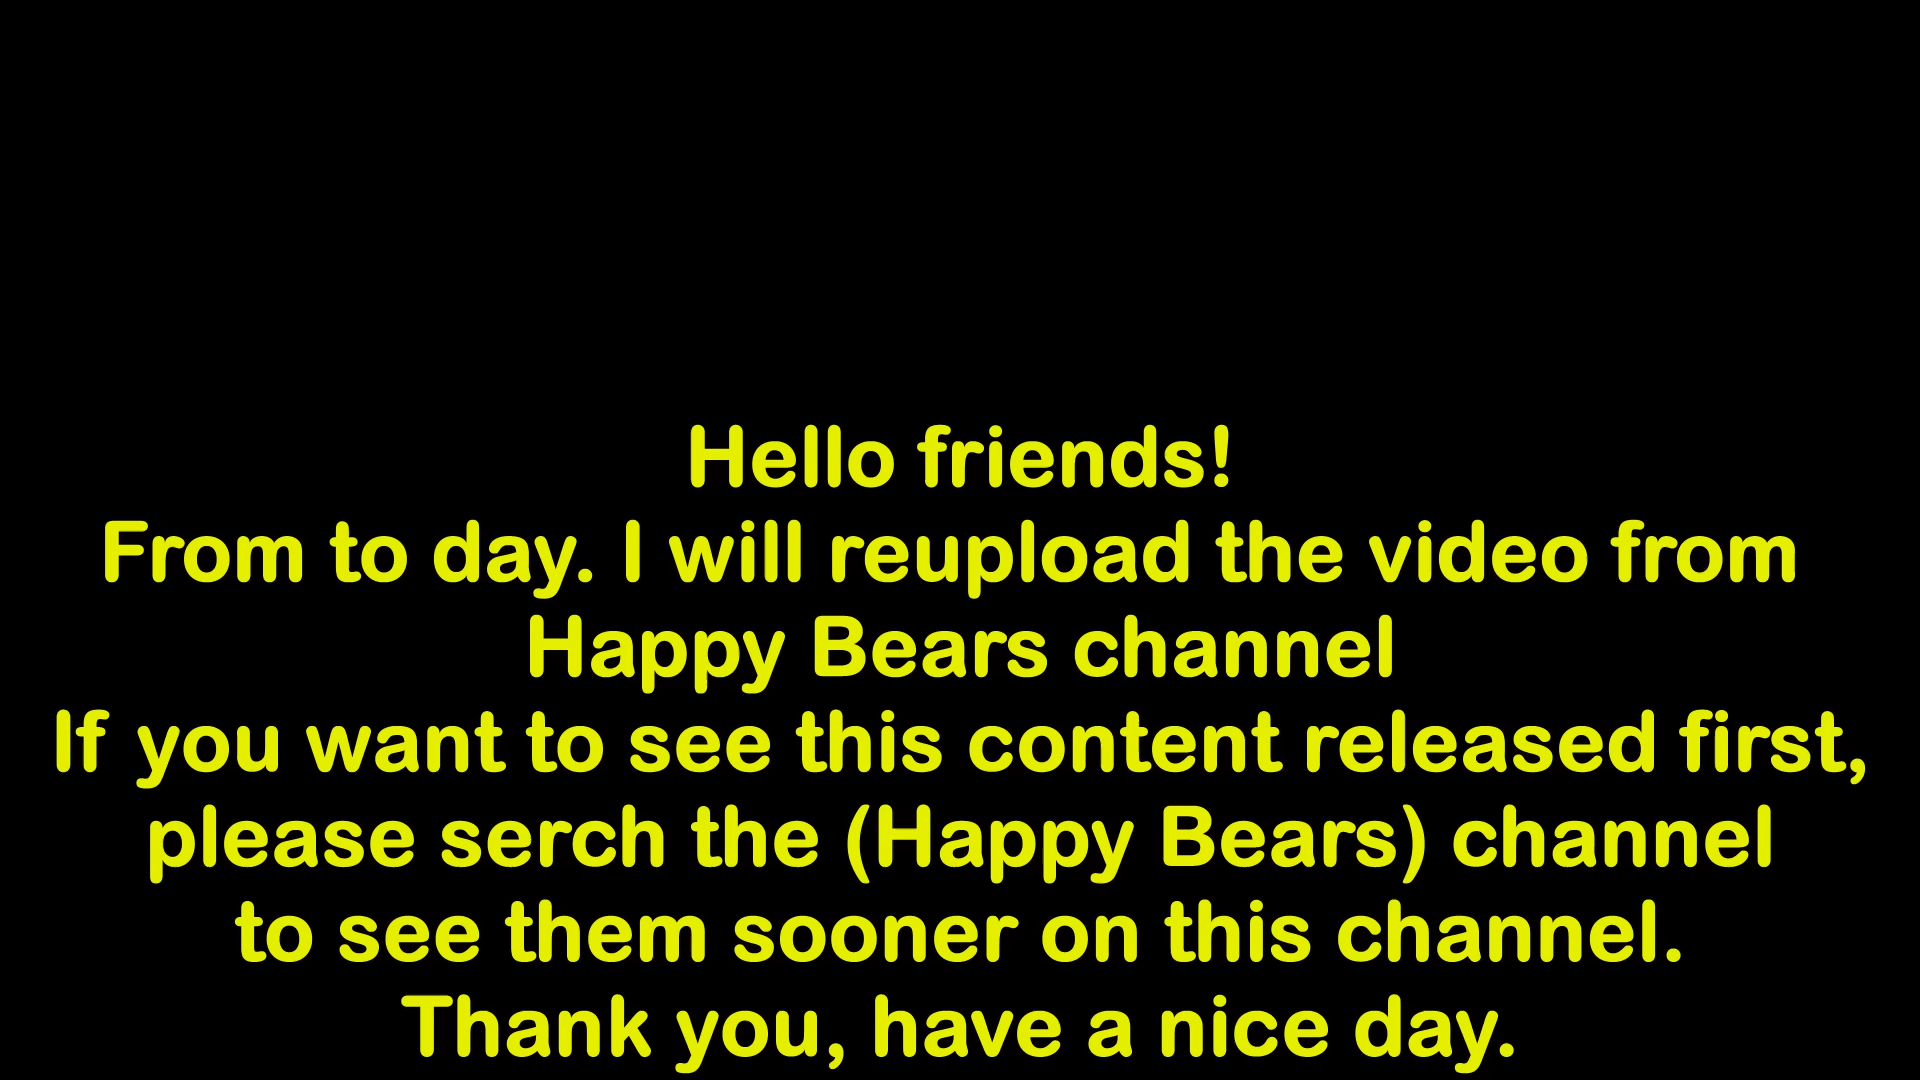 Hello friends!
From to day. I will reupload the video from
Happy Bears channel
If you want to see this content released first,
please serch the (Happy Bears) channel
to see them sooner on this channel.
Thank you, have a nice day.